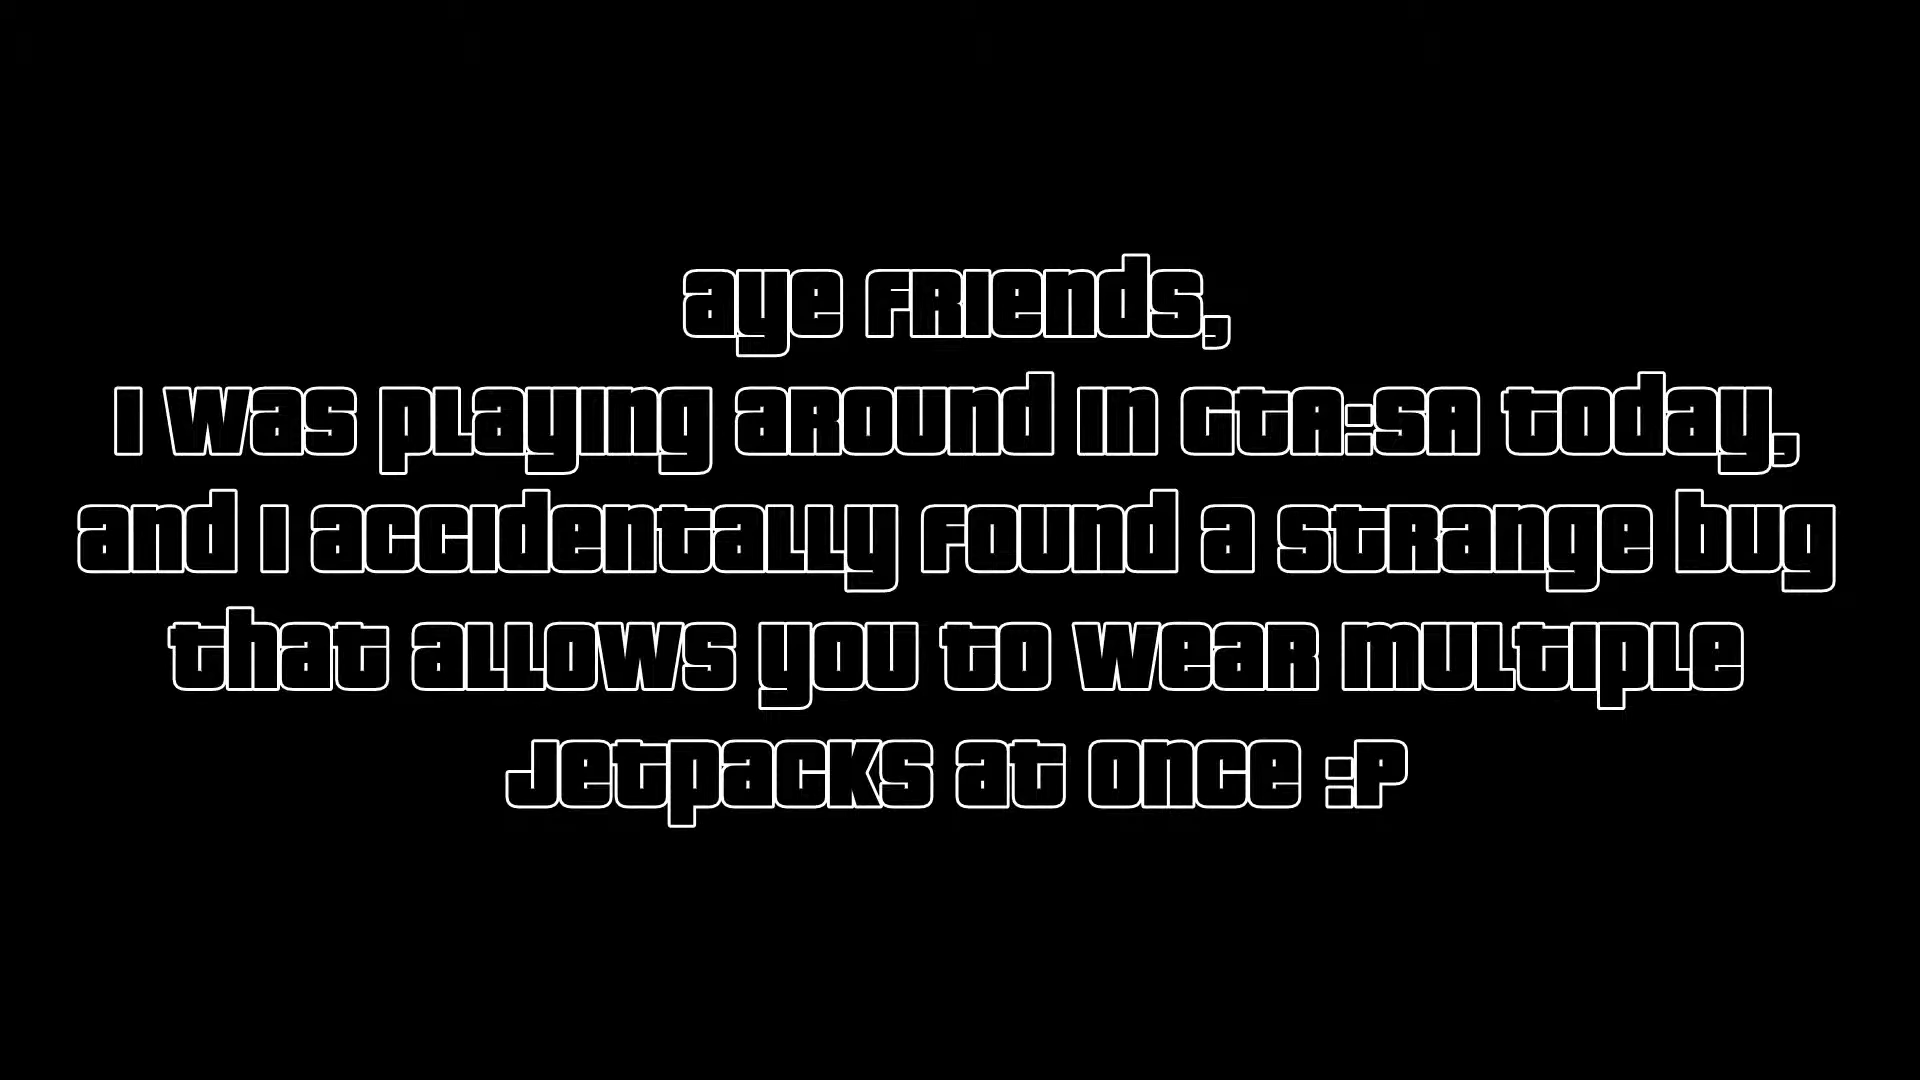 aye friends,
I was playing around in GTA:SA today,
and I accidentally found a strange bug
that allows you to wear multiple
jetpacks at once :P